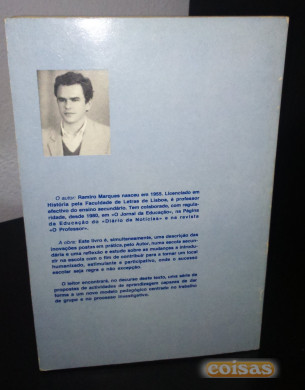 O autor: Ramiro Marques nasceu em 1955. Licenciado em
História pela Faculdade de Letras de Lisboa, é professor
efectivo do ensino secundário. Tem colaborado, com regula-
ridade, desde 1980, em «O Jornal da Educação», na Página
de Educação do «Diário de Notícias» e na revista
«O Professor».
A obra: Este livro é, simultaneamente, uma descrição das
inovações postas em prática pelo Autor, numa escola secun-
dária e uma reflexão e estudo sobre as mudanças a introdu-
zir na escola com o fim de contribuir para a tornar um local
humanizado, estimulante e participativo, onde o sucesso
escolar seja regra e não excepção.
O leitor encontrará, no decurso deste texto, uma série de
propostas de actividades de aprendizagem capazes de dar
forma a um novo modelo pedagógico centrado no trabalho
de grupo e no processo investigativo.
coisas